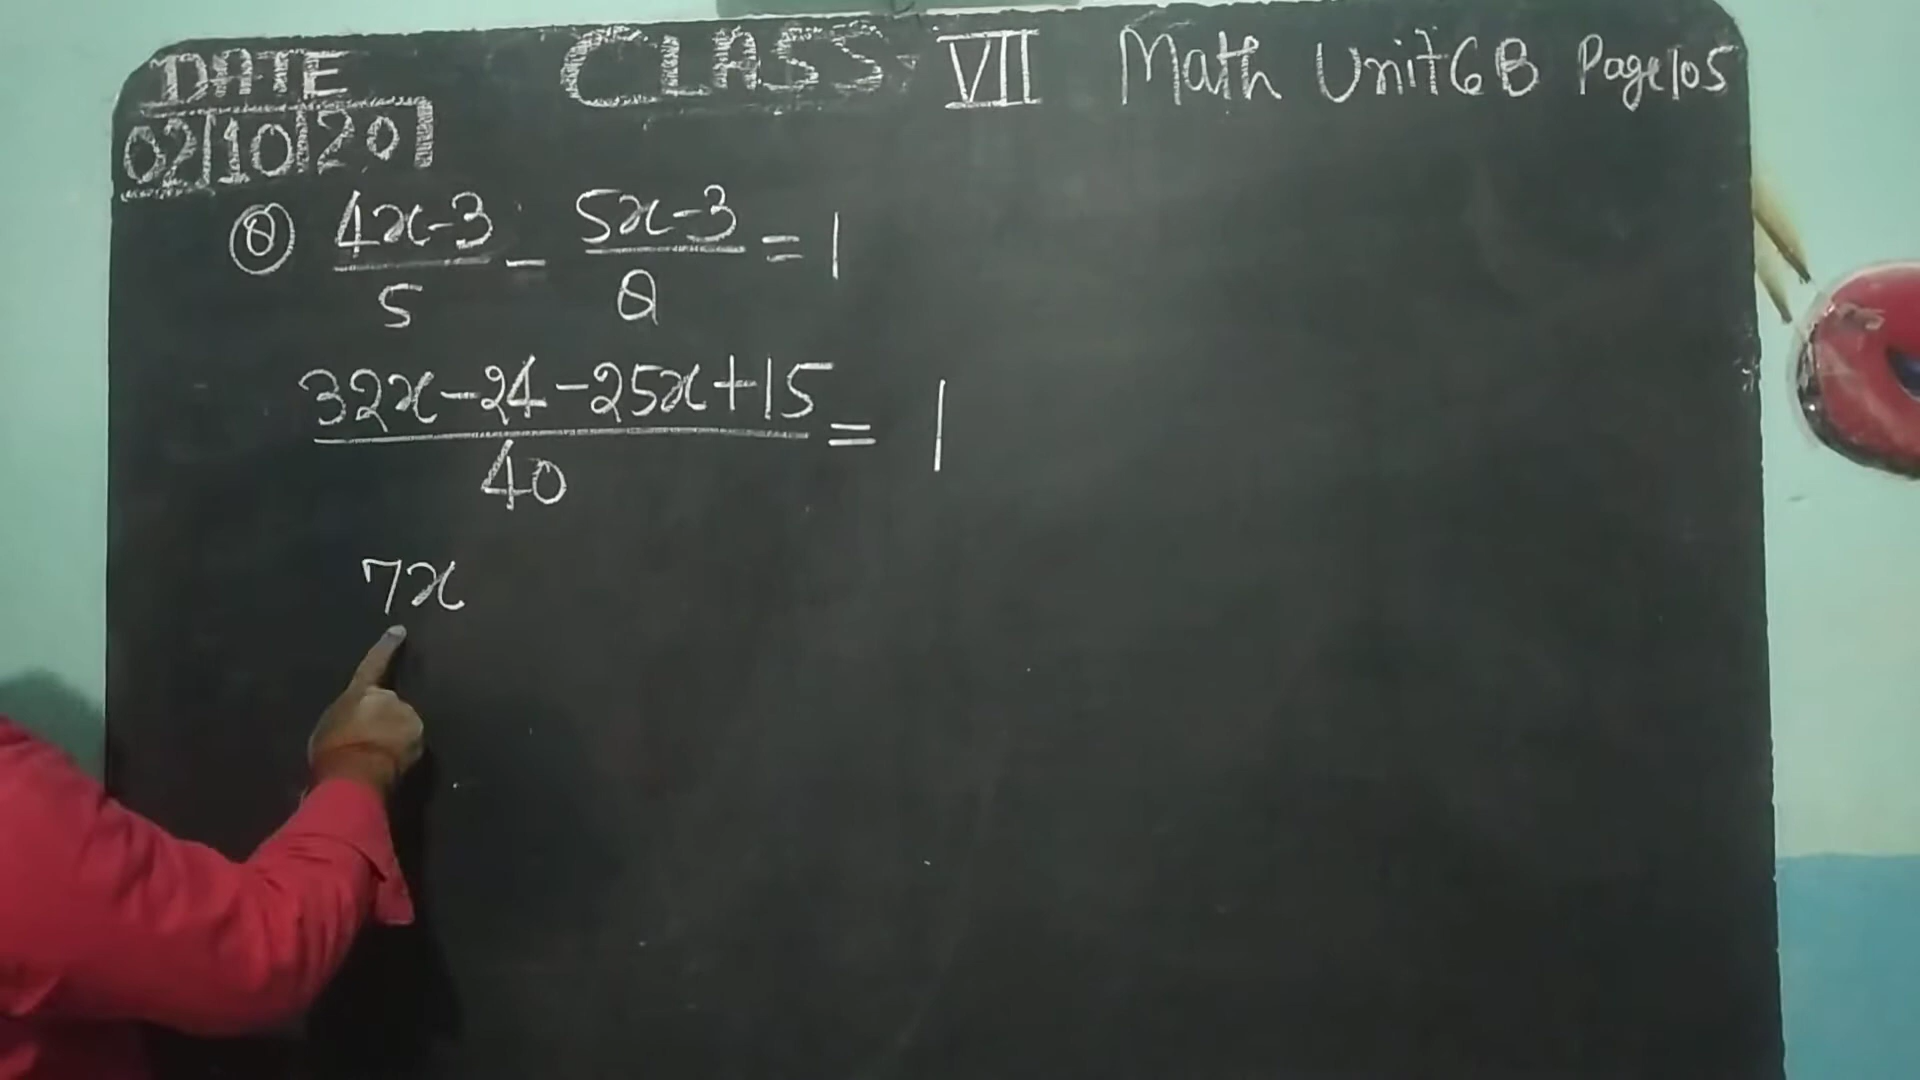 DATE CLASS VII Math Unit 6B Page 105
02|10|20
⑧ 4x-3/5 - 5x-3/8 = 1
32x-24-25x+15/40 = 1
7x